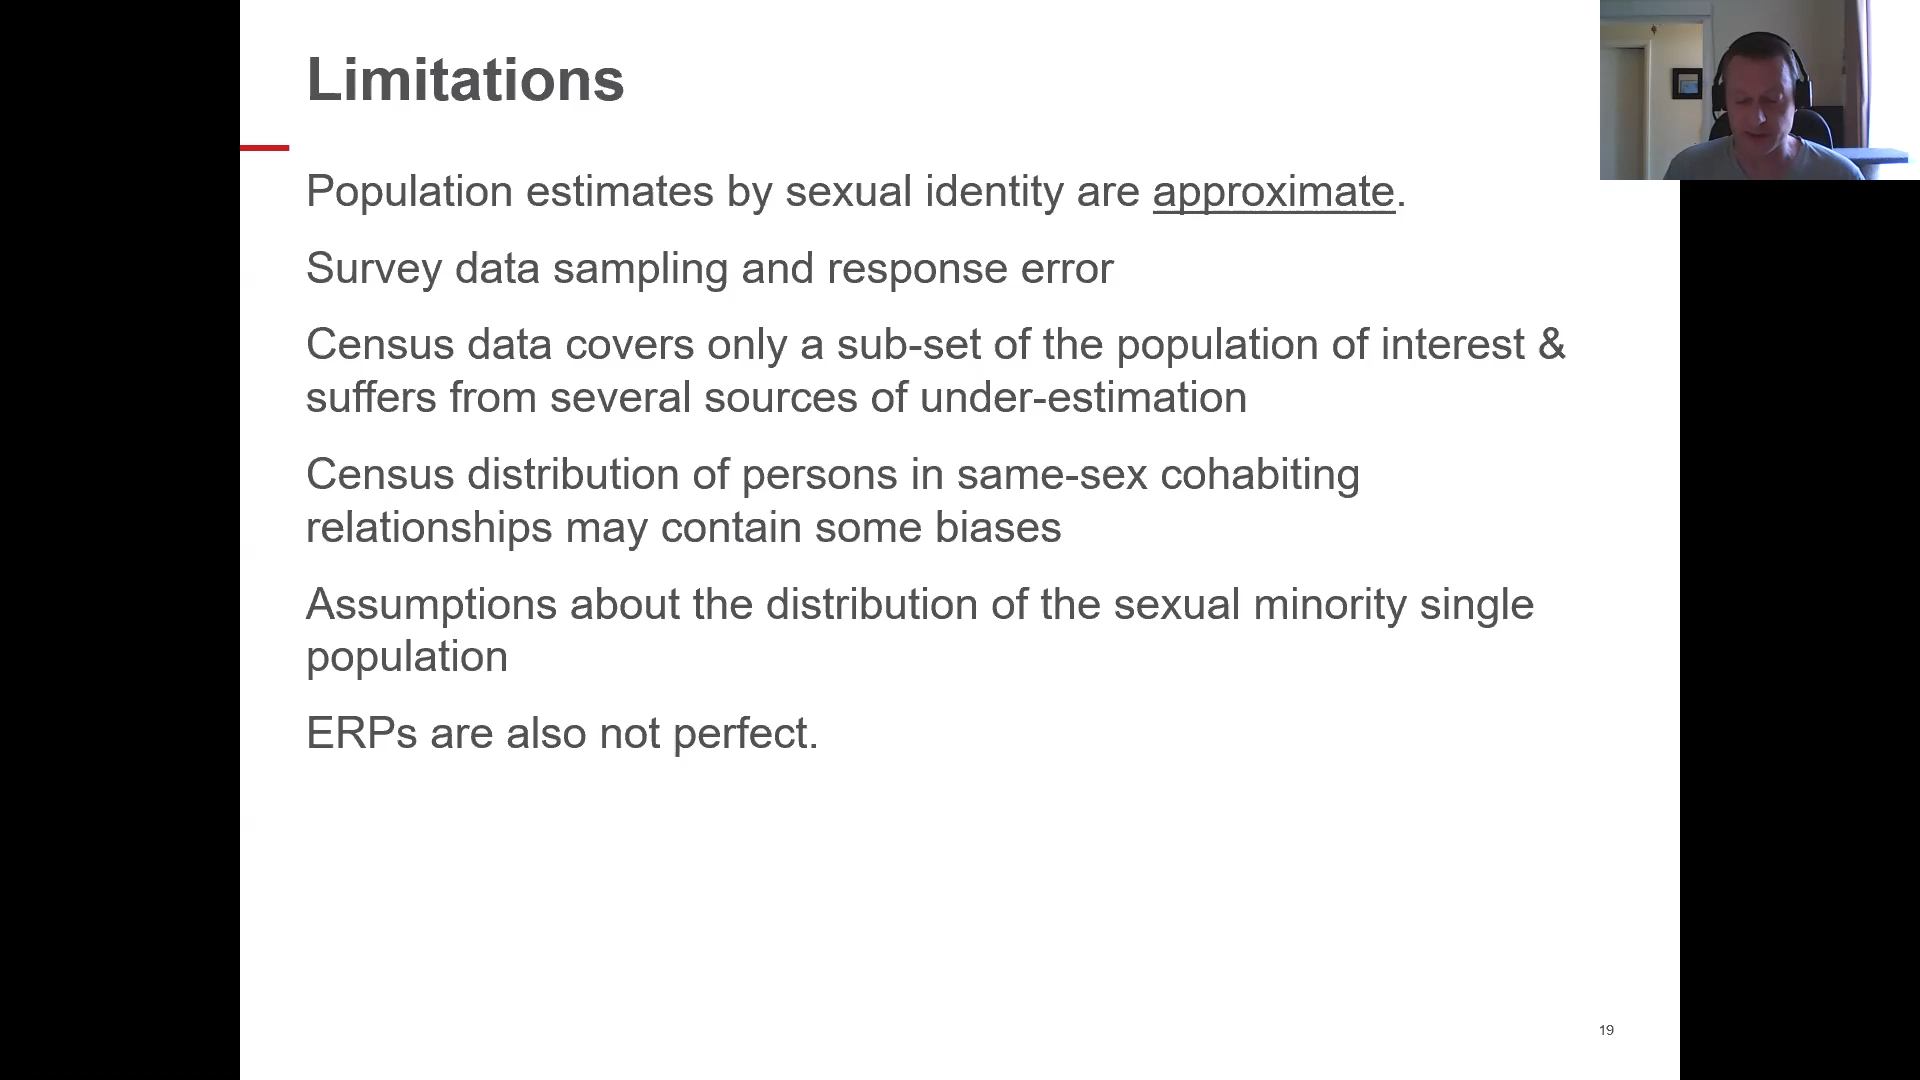 Limitations
Population estimates by sexual identity are approximate.
Survey data sampling and response error
Census data covers only a sub-set of the population of interest &
suffers from several sources of under-estimation
Census distribution of persons in same-sex cohabiting
relationships may contain some biases
Assumptions about the distribution of the sexual minority single
population
ERPs are also not perfect.
19